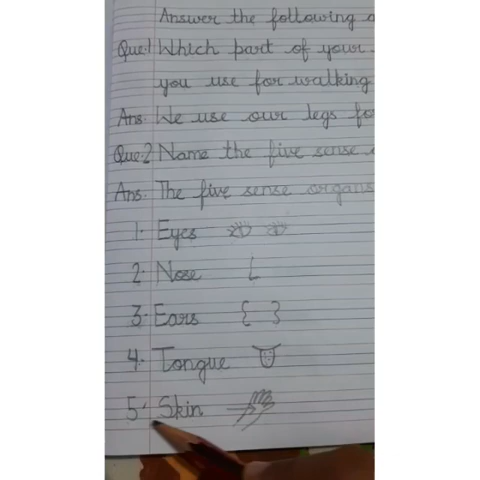 Answer the following
Que.1 Which part of your
you use for walking
Ans. We use our legs fo
Que.2 Name the five sense
Ans. The five sense organs
1. Eyes
2. Nose
3. Ears
4. Tongue
5. Skin